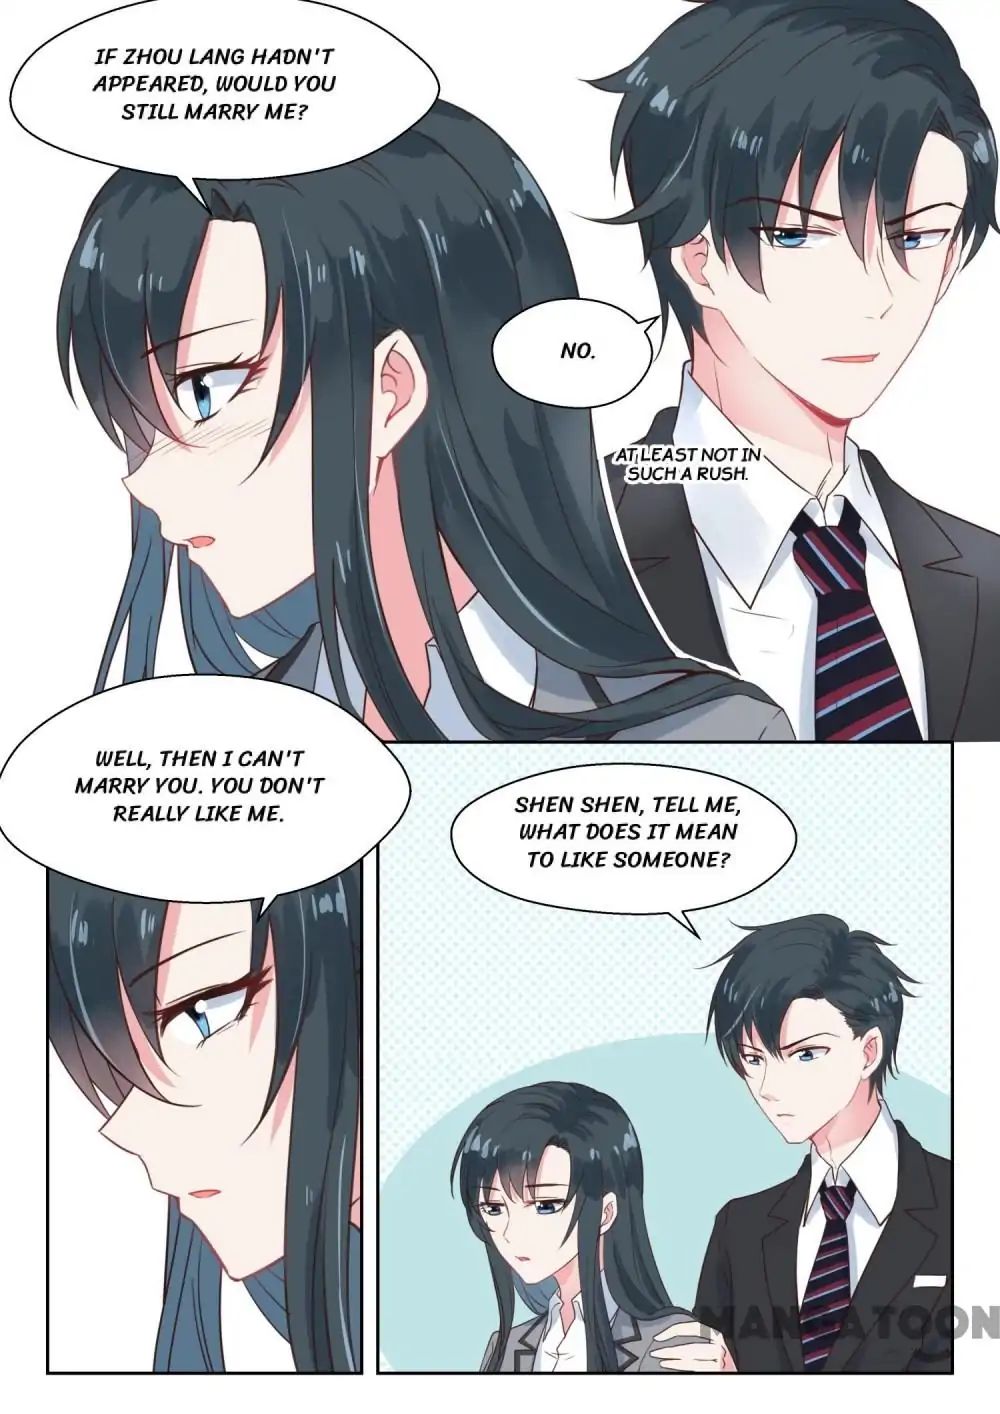 IF ZHOU LANG HADN'T
APPEARED, WOULD YOU
STILL MARRY ME?
NO.
AT LEAST NOT IN
SUCH A RUSH.
WELL, THEN I CAN'T
MARRY YOU. YOU DON'T
REALLY LIKE ME.
SHEN SHEN, TELL ME,
WHAT DOES IT MEAN
TO LIKE SOMEONE?
MANGATOON